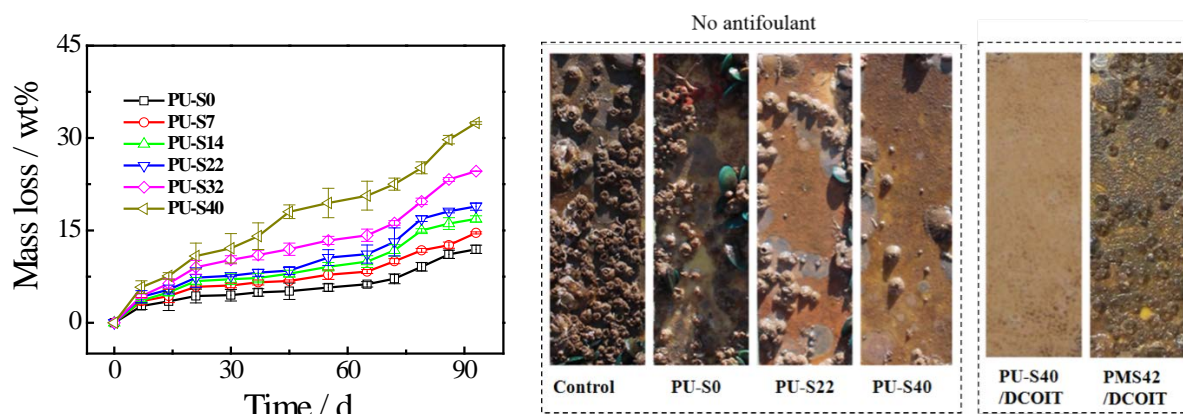 No antifoulant
45
30
15
0
Mass loss / wt%
PU-S0
PU-S7
PU-S14
PU-S22
PU-S32
PU-S40
0 30 60 90
Time / d
Control PU-S0 PU-S22 PU-S40
PU-S40
/DCOIT
PMS42
/DCOIT